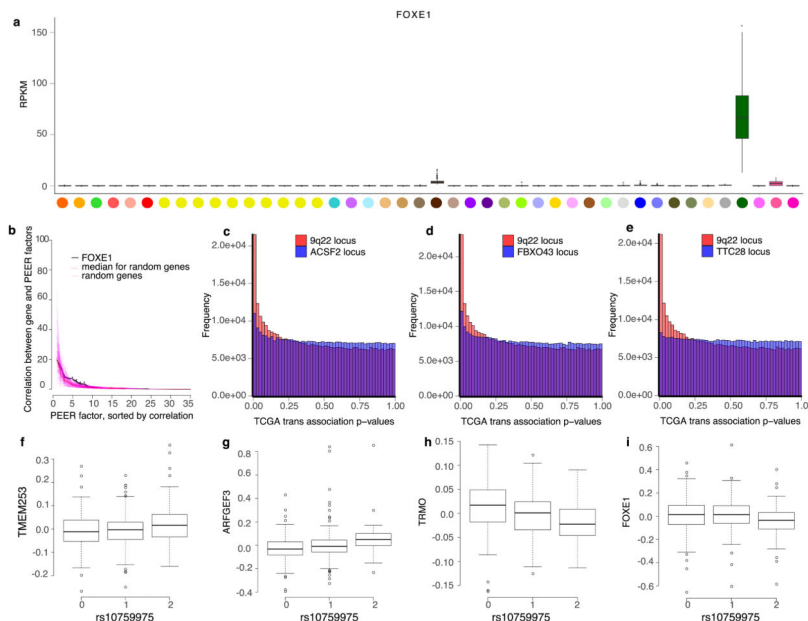 FOXE1
a
RPKM
150
100
50
0
b
Correlation between gene and PEER factors
100
80
60
40
20
0
FOXE1
median for random genes
random genes
0 5 10 15 20 25 30 35
PEER factor, sorted by correlation
c
Frequency
2.0e+04
1.5e+04
1.0e+04
5.0e+03
0.0e+00
9q22 locus
ACSF2 locus
0.00 0.25 0.50 0.75 1.00
TCGA trans association p-values
d
Frequency
2.0e+04
1.5e+04
1.0e+04
5.0e+03
0.0e+00
9q22 locus
FBXO43 locus
0.00 0.25 0.50 0.75 1.00
TCGA trans association p-values
e
Frequency
2.0e+04
1.5e+04
1.0e+04
5.0e+03
0.0e+00
9q22 locus
TTC28 locus
0.00 0.25 0.50 0.75 1.00
TCGA trans association p-values
f
TMEM253
0.3
0.2
0.1
0.0
-0.1
-0.2
0 1 2
rs10759975
g
ARFGEF3
0.8
0.6
0.4
0.2
0.0
-0.2
-0.4
0 1 2
rs10759975
h
TRMO
0.15
0.10
0.05
0.00
-0.05
-0.10
-0.15
0 1 2
rs10759975
i
FOXE1
0.6
0.4
0.2
0.0
-0.2
-0.4
-0.6
0 1 2
rs10759975